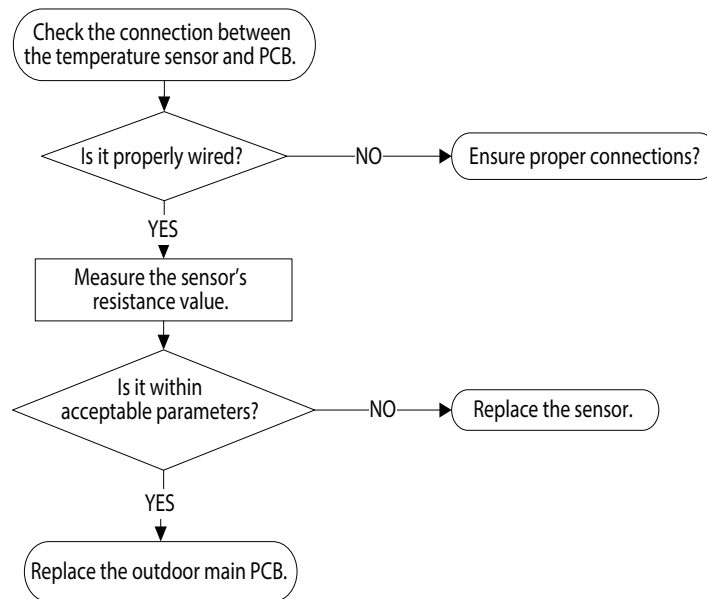 Check the connection between
the temperature sensor and PCB.
Is it properly wired?
NO
Ensure proper connections?
YES
Measure the sensor's
resistance value.
Is it within
acceptable parameters?
NO
Replace the sensor.
YES
Replace the outdoor main PCB.